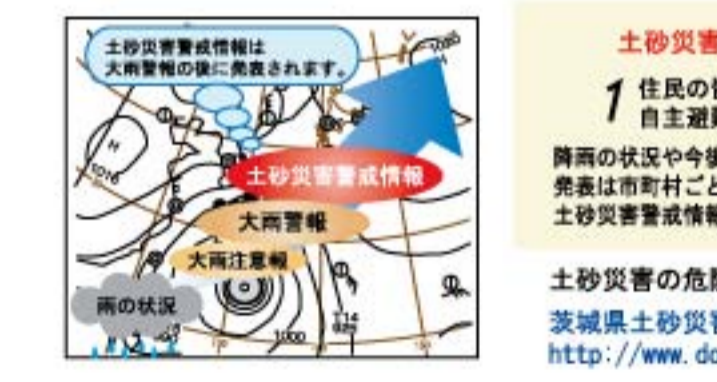 土砂災害警戒情報は
大雨警報の後に発表されます。
土砂災害警戒情報
大雨警報
大雨注意報
雨の状況
H
1016
1000
土砂災害
1 住民の
自主避
降雨の状況や今後
発表は市町村ごと
土砂災害警戒情報
土砂災害の危
茨城県土砂災害
http://www.do